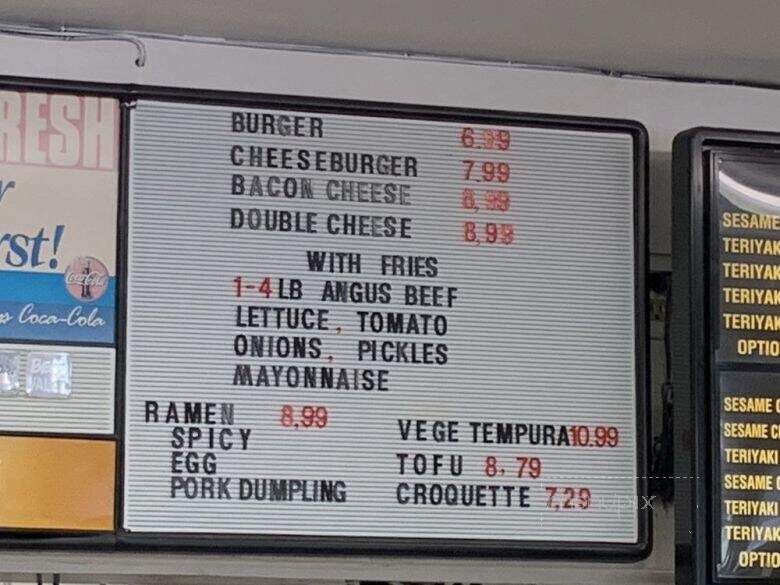 RESH
BURGER 6.99
CHEESEBURGER 7.99
BACON CHEESE 8,99
DOUBLE CHEESE 8,99
WITH FRIES
1-4 LB ANGUS BEEF
LETTUCE, TOMATO
ONIONS, PICKLES
MAYONNAISE
RAMEN 8,99
SPICY
EGG
PORK DUMPLING
VEGE TEMPURA 10.99
TOFU 8,79
CROQUETTE 7,29
rst!
Coca-Cola
Coca-Cola
SESAME
TERIYAK
TERIYAK
TERIYAK
TERIYAK
OPTIO
SESAME C
SESAME C
TERIYAKI
SESAME C
TERIYAKI
TERIYAK
OPTIO